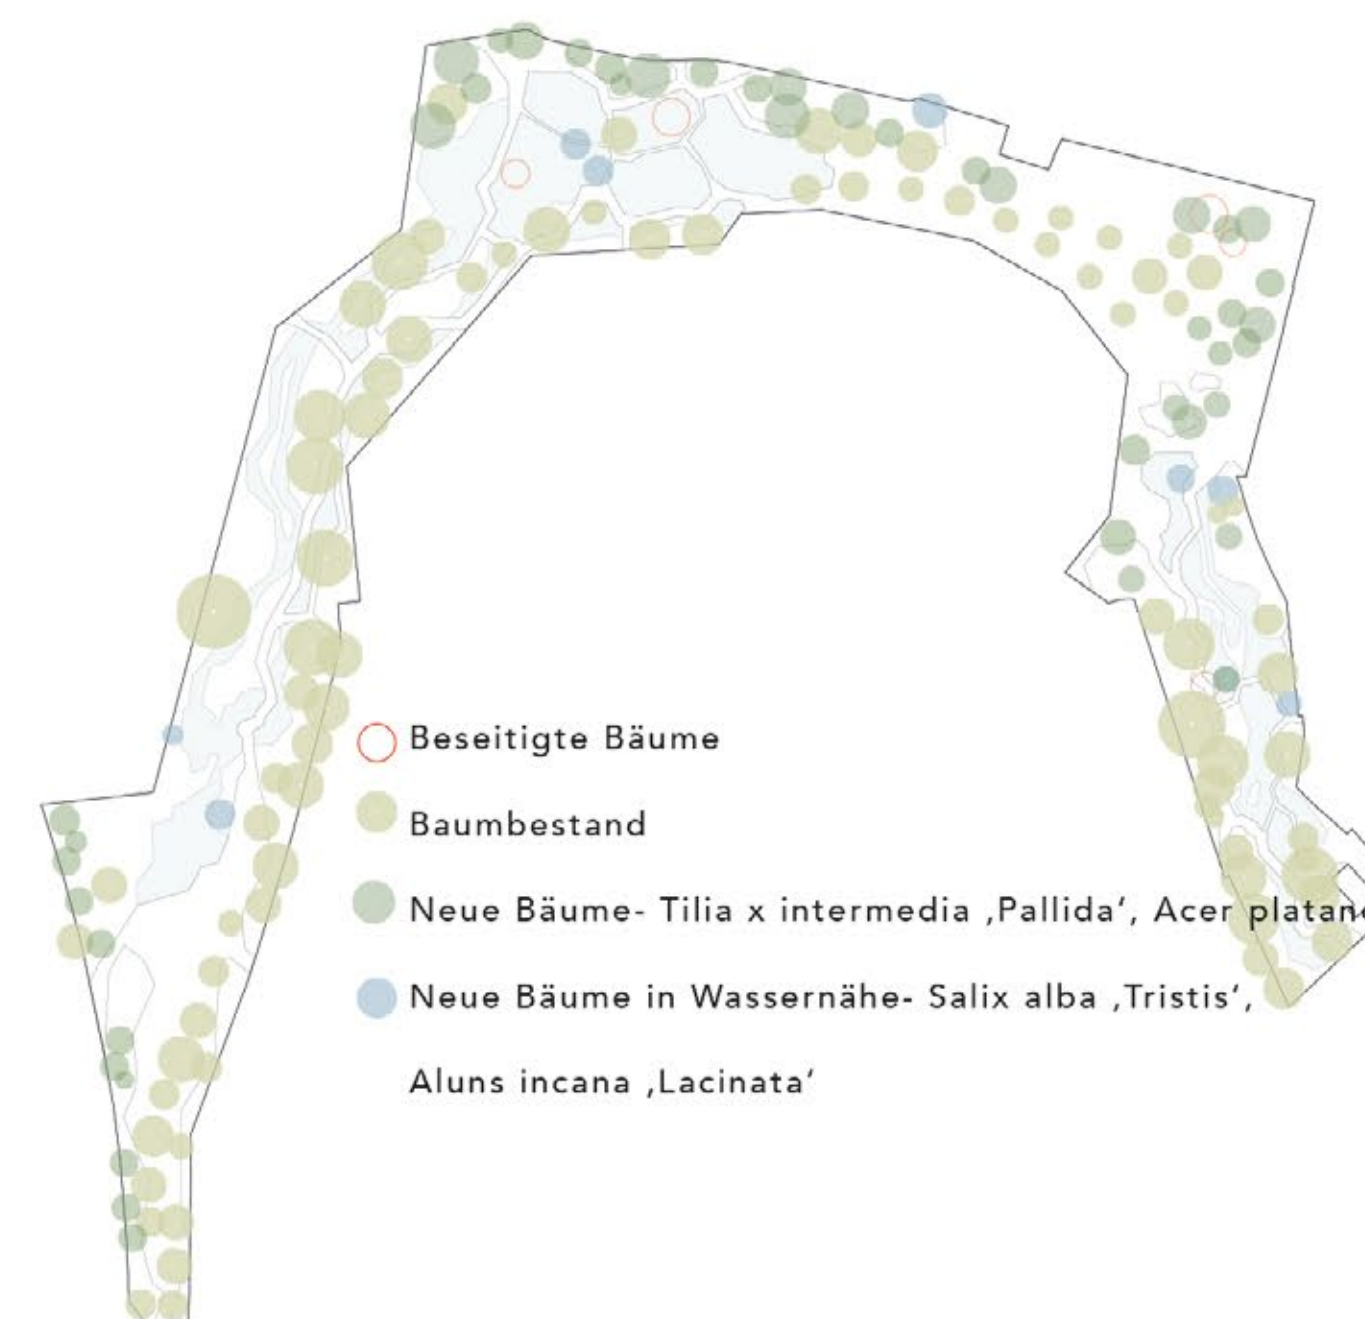 Beseitigte Bäume
Baumbestand
Neue Bäume- Tilia x intermedia ‚Pallida‘, Acer platano
Neue Bäume in Wassernähe- Salix alba ‚Tristis‘,
Aluns incana ‚Lacinata‘